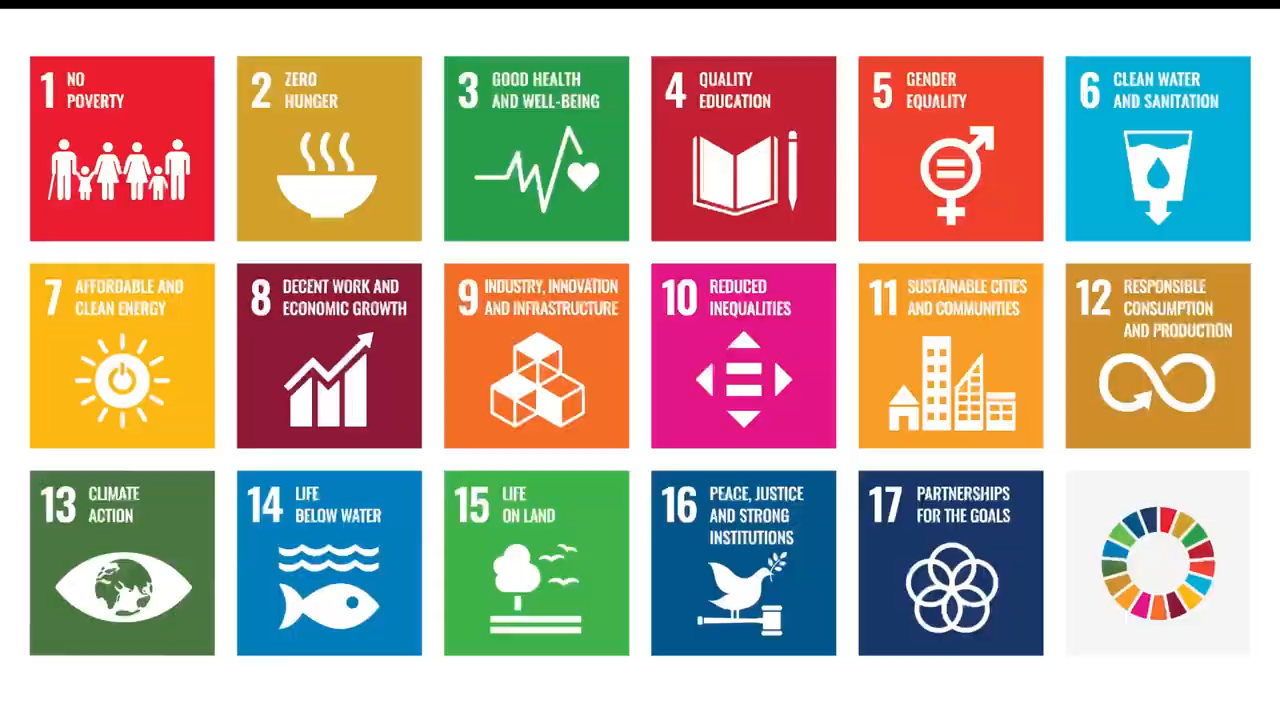 1 NO
POVERTY
2 ZERO
HUNGER
3 GOOD HEALTH
AND WELL-BEING
4 QUALITY
EDUCATION
5 GENDER
EQUALITY
6 CLEAN WATER
AND SANITATION
7 AFFORDABLE AND
CLEAN ENERGY
8 DECENT WORK AND
ECONOMIC GROWTH
9 INDUSTRY, INNOVATION
AND INFRASTRUCTURE
10 REDUCED
INEQUALITIES
11 SUSTAINABLE CITIES
AND COMMUNITIES
12 RESPONSIBLE
CONSUMPTION
AND PRODUCTION
13 CLIMATE
ACTION
14 LIFE
BELOW WATER
15 LIFE
ON LAND
16 PEACE, JUSTICE
AND STRONG
INSTITUTIONS
17 PARTNERSHIPS
FOR THE GOALS